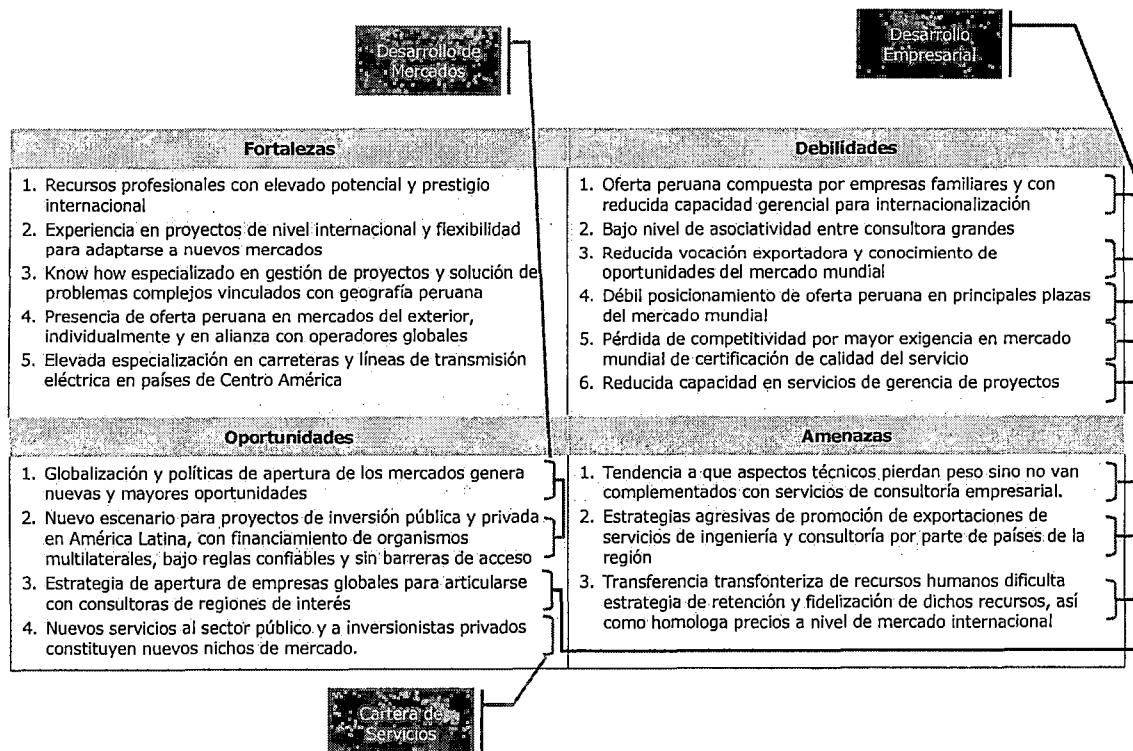 Desarrollo de
Mercados
Desarrollo
Empresarial
Fortalezas
1. Recursos profesionales con elevado potencial y prestigio
internacional
2. Experiencia en proyectos de nivel internacional y flexibilidad
para adaptarse a nuevos mercados
3. Know how especializado en gestión de proyectos y solución de
problemas complejos vinculados con geografía peruana
4. Presencia de oferta peruana en mercados del exterior,
individualmente y en alianza con operadores globales
5. Elevada especialización en carreteras y líneas de transmisión
eléctrica en países de Centro América
Debilidades
1. Oferta peruana compuesta por empresas familiares y con
reducida capacidad gerencial para internacionalización
2. Bajo nivel de asociatividad entre consultora grandes
3. Reducida vocación exportadora y conocimiento de
oportunidades del mercado mundial
4. Débil posicionamiento de oferta peruana en principales plazas
del mercado mundial
5. Pérdida de competitividad por mayor exigencia en mercado
mundial de certificación de calidad del servicio
6. Reducida capacidad en servicios de gerencia de proyectos
Oportunidades
1. Globalización y políticas de apertura de los mercados genera
nuevas y mayores oportunidades
2. Nuevo escenario para proyectos de inversión pública y privada
en América Latina, con financiamiento de organismos
multilaterales, bajo reglas confiables y sin barreras de acceso
3. Estrategia de apertura de empresas globales para articularse
con consultoras de regiones de interés
4. Nuevos servicios al sector público y a inversionistas privados
constituyen nuevos nichos de mercado.
Amenazas
1. Tendencia a que aspectos técnicos pierdan peso sino no van
complementados con servicios de consultoría empresarial.
2. Estrategias agresivas de promoción de exportaciones de
servicios de ingeniería y consultoría por parte de países de la
región
3. Transferencia transfonteriza de recursos humanos dificulta
estrategia de retención y fidelización de dichos recursos, así
como homologa precios a nivel de mercado internacional
Cartera de
Servicios